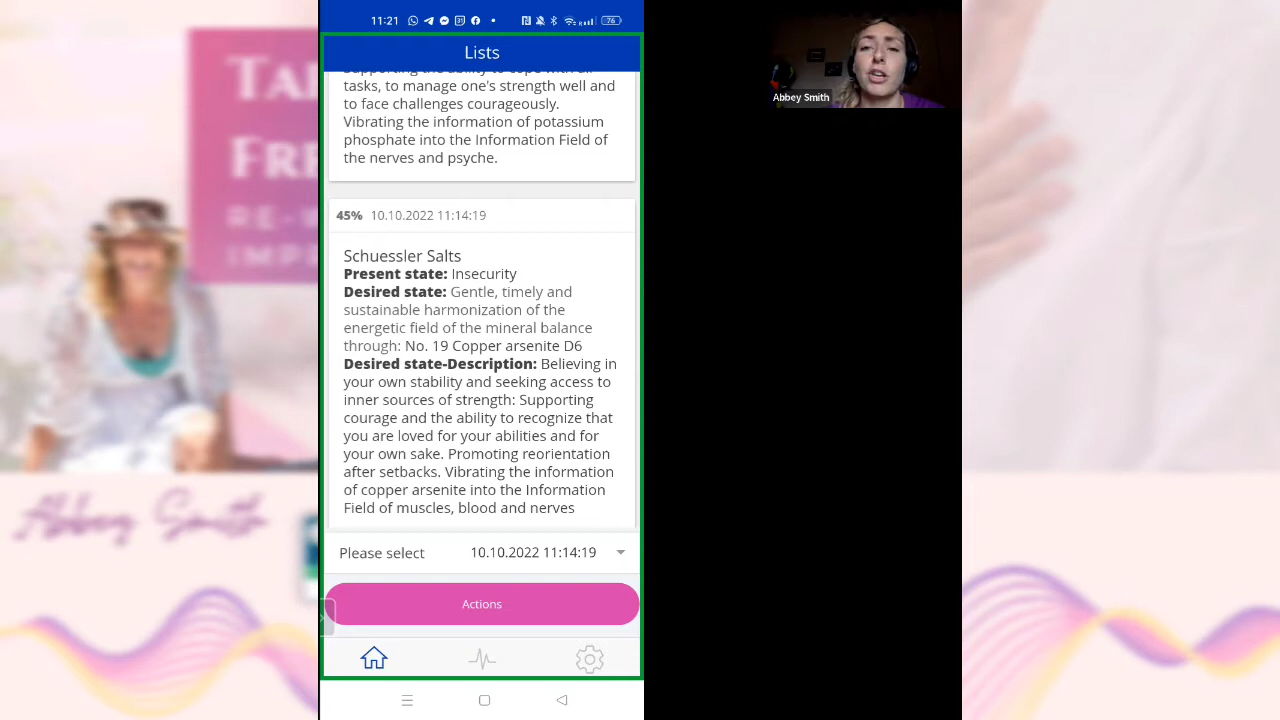 11:21
31
76
Lists
tasks, to manage one's strength well and
to face challenges courageously.
Vibrating the information of potassium
phosphate into the Information Field of
the nerves and psyche.
45% 10.10.2022 11:14:19
Schuessler Salts
Present state: Insecurity
Desired state: Gentle, timely and
sustainable harmonization of the
energetic field of the mineral balance
through: No. 19 Copper arsenite D6
Desired state-Description: Believing in
your own stability and seeking access to
inner sources of strength: Supporting
courage and the ability to recognize that
you are loved for your abilities and for
your own sake. Promoting reorientation
after setbacks. Vibrating the information
of copper arsenite into the Information
Field of muscles, blood and nerves
Please select 10.10.2022 11:14:19
Actions
Abbey Smith
Abbey Smith